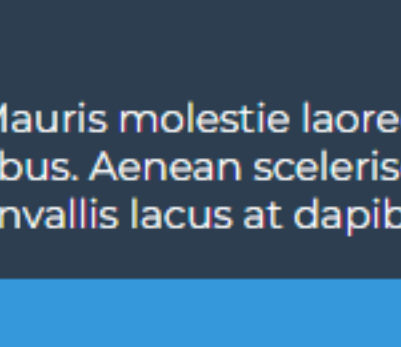 Mauris molestie laore
bus. Aenean sceleris
nvallis lacus at dapib